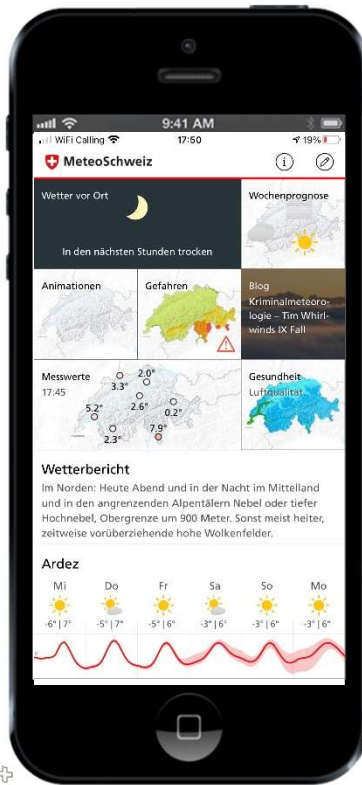 9:41 AM
WiFi Calling 17:50 19%
MeteoSchweiz
Wetter vor Ort
In den nächsten Stunden trocken
Wochenprognose
Animationen
Gefahren
Blog
Kriminalmeteoro-
logie – Tim Whirl-
winds IX Fall
Messwerte
17:45
2.0°
3.3°
5.2°
2.6°
0.2°
2.3°
7.9°
Gesundheit
Luftqualität
Wetterbericht
Im Norden: Heute Abend und in der Nacht im Mittelland
und in den angrenzenden Alpentälern Nebel oder tiefer
Hochnebel, Obergrenze um 900 Meter. Sonst meist heiter,
zeitweise vorüberziehende hohe Wolkenfelder.
Ardez
Mi Do Fr Sa So Mo
-6° | 7° -5° | 7° -5° | 6° -3° | 6° -3° | 6° -3° | 6°